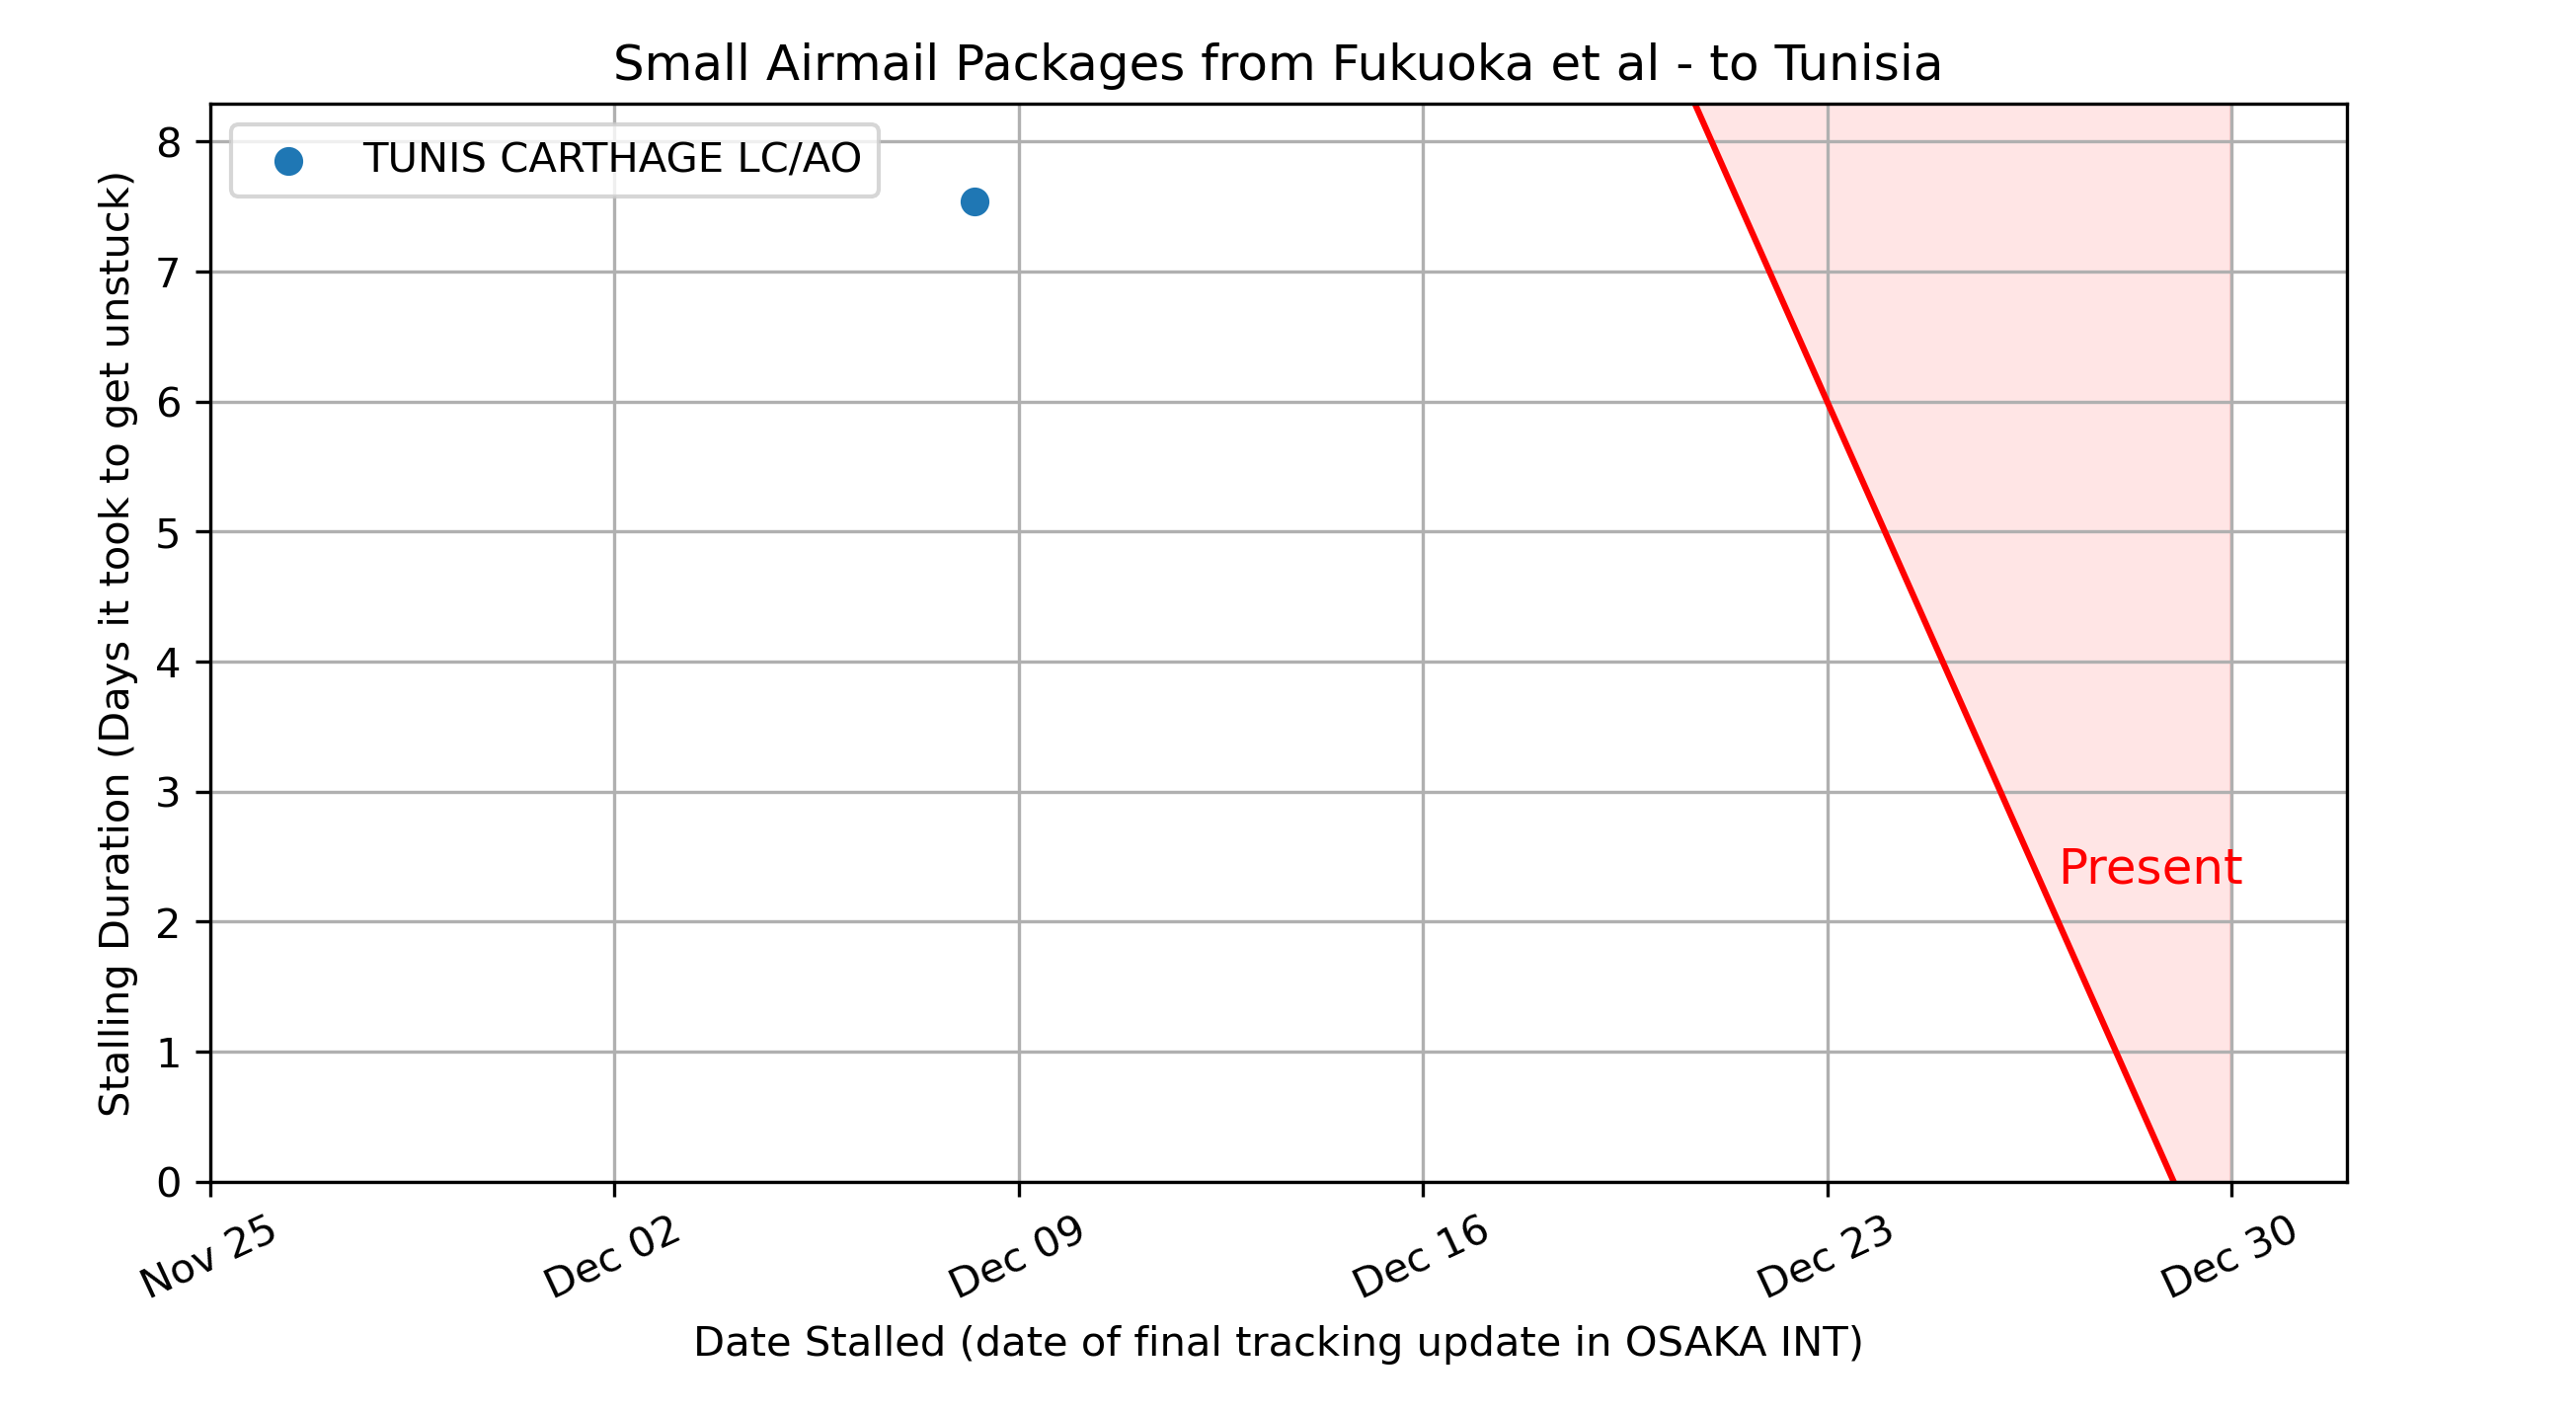 Small Airmail Packages from Fukuoka et al - to Tunisia
TUNIS CARTHAGE LC/AO
Stalling Duration (Days it took to get unstuck)
8
7
6
5
4
3
2
1
0
Present
Nov 25
Dec 02
Dec 09
Dec 16
Dec 23
Dec 30
Date Stalled (date of final tracking update in OSAKA INT)